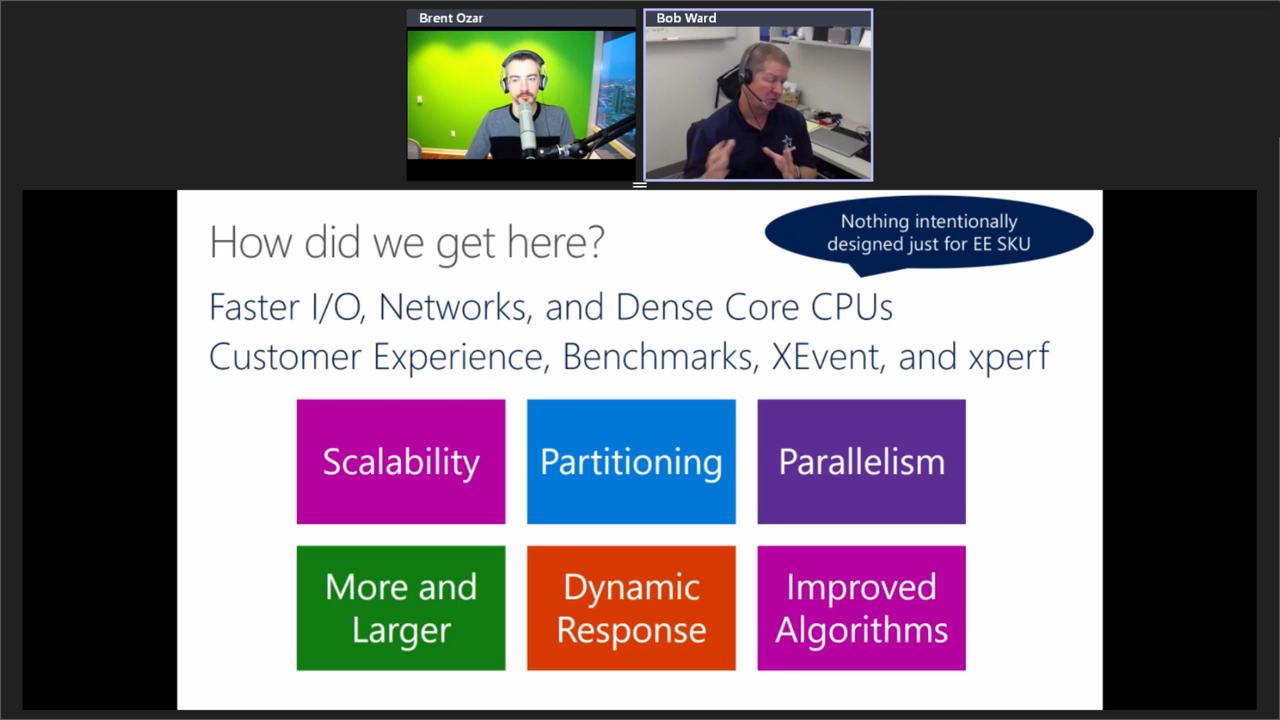 Brent Ozar
Bob Ward
How did we get here?
Nothing intentionally
designed just for EE SKU
Faster I/O, Networks, and Dense Core CPUs
Customer Experience, Benchmarks, XEvent, and xperf
Scalability
Partitioning
Parallelism
More and
Larger
Dynamic
Response
Improved
Algorithms